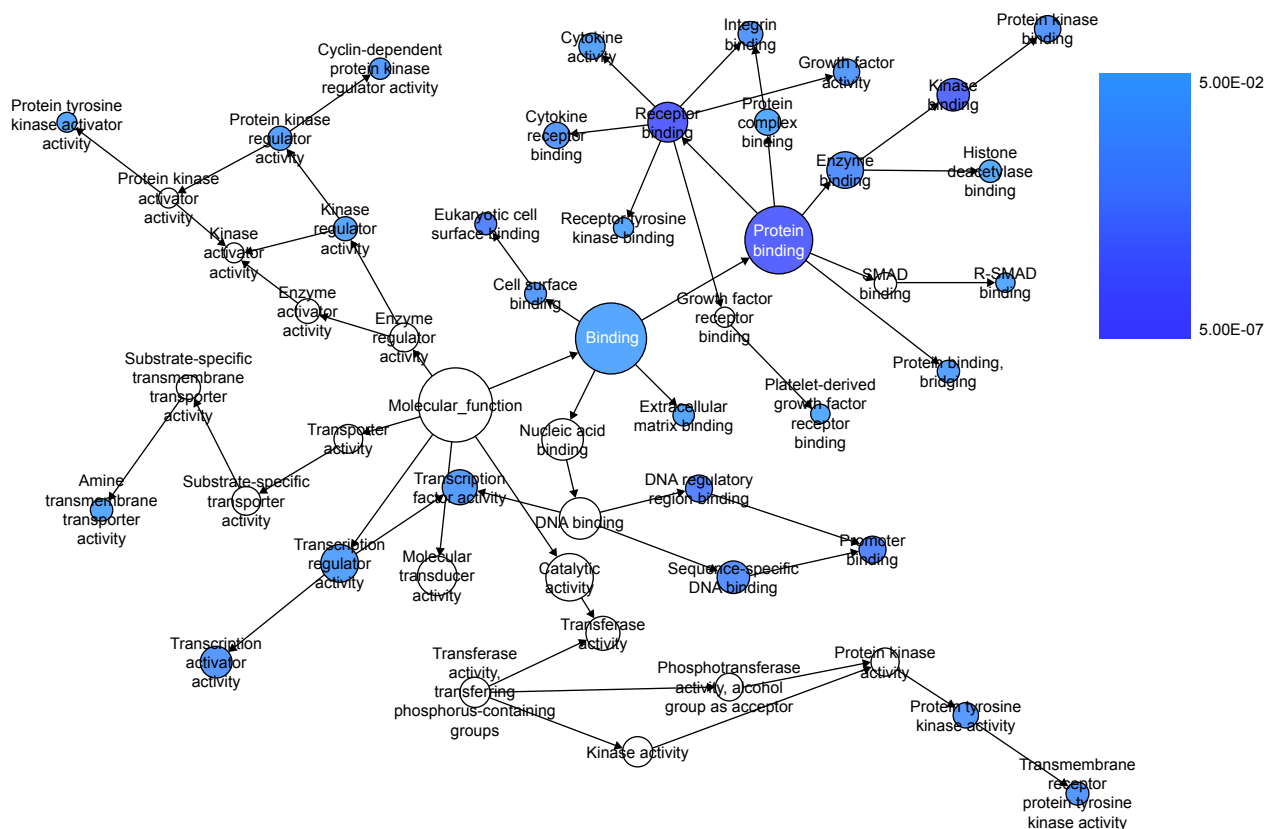 Cytokine
activity
Integrin
binding
Protein kinase
binding
Cyclin-dependent
protein kinase
regulator activity
Growth factor
activity
5.00E-02
Protein tyrosine
kinase activator
activity
Protein kinase
regulator
activity
Cytokine
receptor
binding
Receptor
binding
Protein
complex
binding
Kinase
binding
Enzyme
binding
Histone
deacetylase
binding
Protein kinase
activator
activity
Kinase
activator
activity
Kinase
regulator
activity
Eukaryotic cell
surface binding
Receptor tyrosine
kinase binding
Protein
binding
Enzyme
activator
activity
Cell surface
binding
SMAD
binding
R-SMAD
binding
Growth factor
receptor
binding
Enzyme
regulator
activity
Binding
5.00E-07
Substrate-specific
transmembrane
transporter
activity
Protein binding,
bridging
Molecular_function
Extracellular
matrix binding
Platelet-derived
growth factor
receptor
binding
Transporter
activity
Nucleic acid
binding
Amine
transmembrane
transporter
activity
Substrate-specific
transporter
activity
Transcription
factor activity
DNA regulatory
region binding
DNA binding
Transcription
regulator
activity
Molecular
transducer
activity
Catalytic
activity
Sequence-specific
DNA binding
Promoter
binding
Transferase
activity
Transcription
activator
activity
Transferase
activity,
transferring
phosphorus-containing
groups
Phosphotransferase
activity, alcohol
group as acceptor
Protein kinase
activity
Protein tyrosine
kinase activity
Kinase activity
Transmembrane
receptor
protein tyrosine
kinase activity